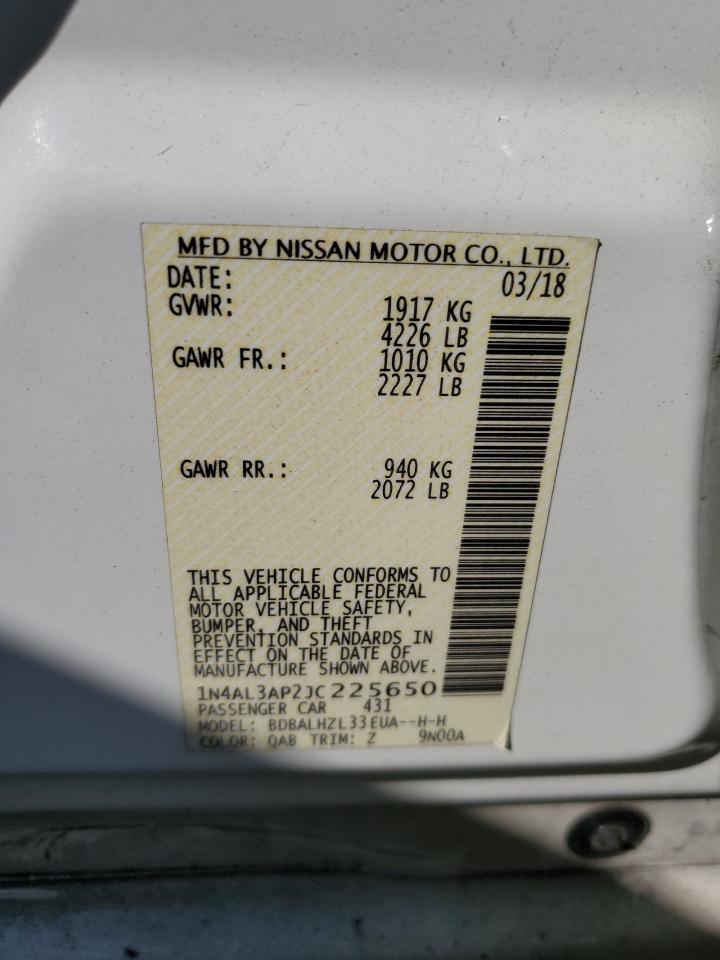 MFD BY NISSAN MOTOR CO., LTD.
DATE: 03/18
GVWR: 1917 KG
4226 LB
GAWR FR.: 1010 KG
2227 LB
GAWR RR.: 940 KG
2072 LB
THIS VEHICLE CONFORMS TO
ALL APPLICABLE FEDERAL
MOTOR VEHICLE SAFETY,
BUMPER, AND THEFT
PREVENTION STANDARDS IN
EFFECT ON THE DATE OF
MANUFACTURE SHOWN ABOVE.
1N4AL3AP2JC225650
PASSENGER CAR 431
MODEL: BDBALHZL33EUA--H-H
COLOR: QAB TRIM: Z 9N00A